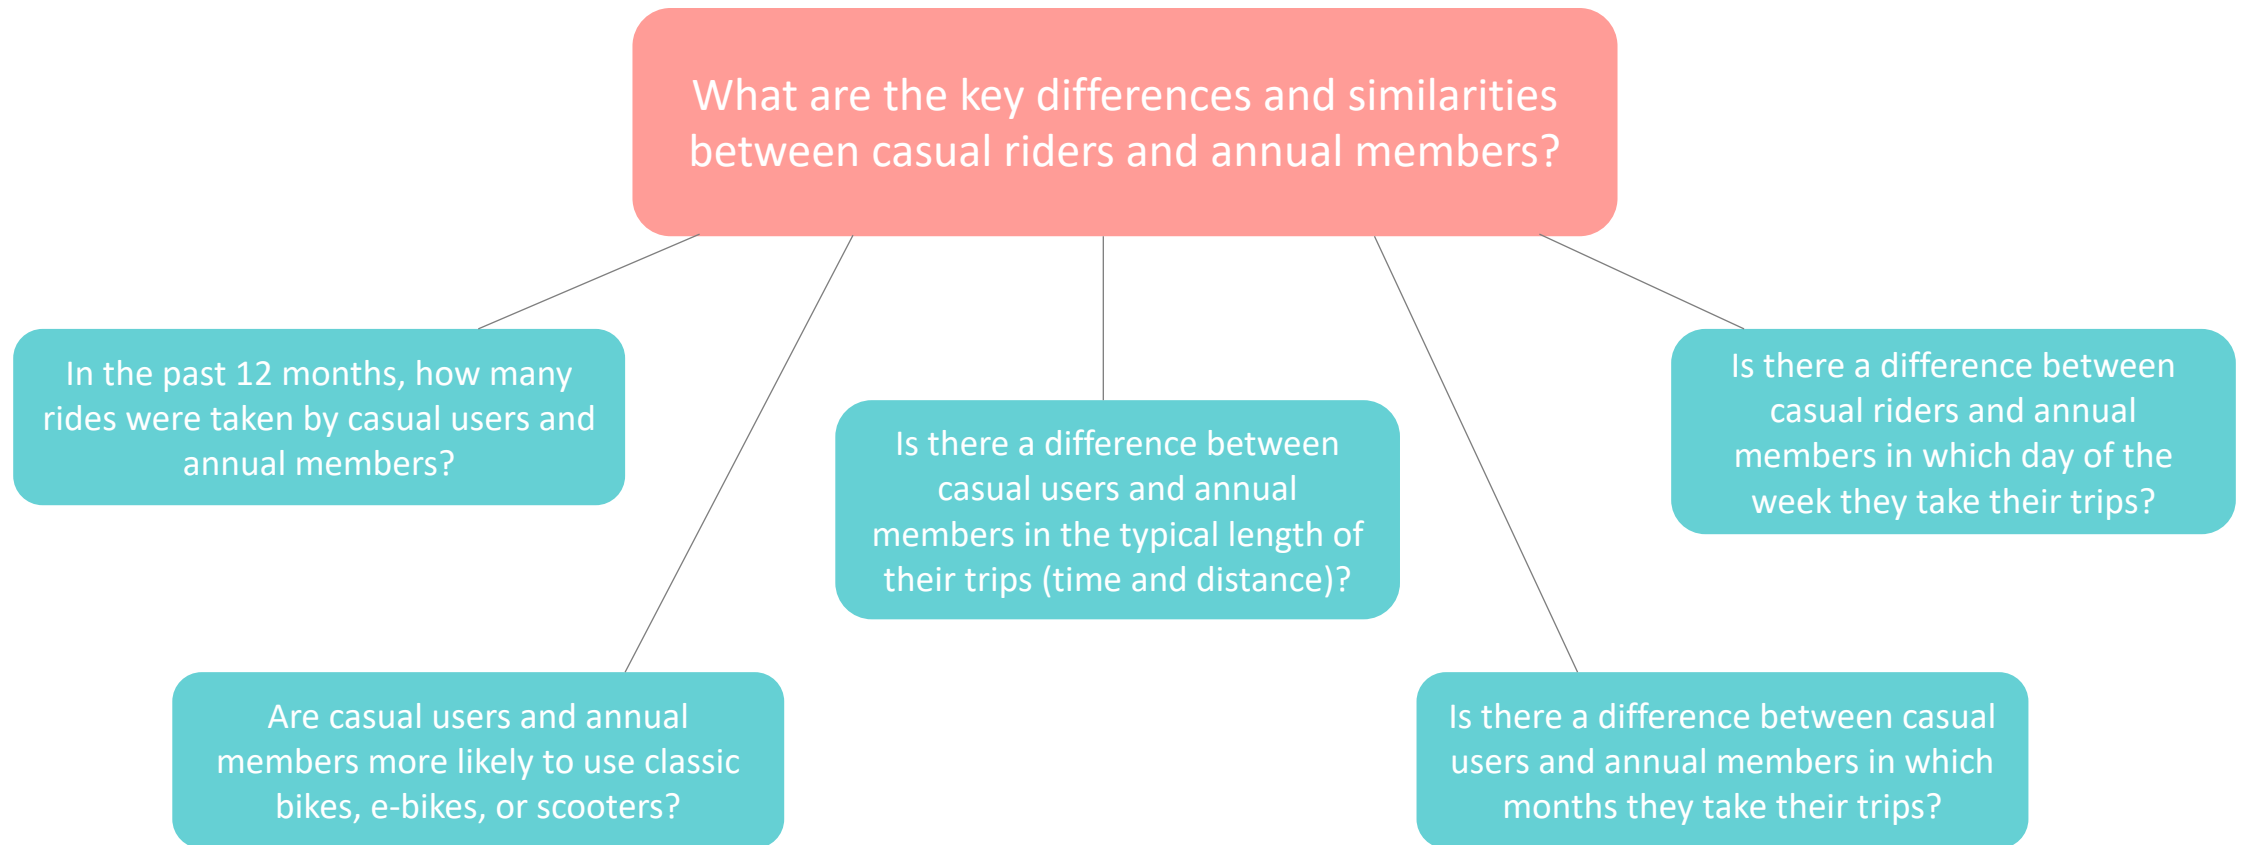 What are the key differences and similarities
between casual riders and annual members?
In the past 12 months, how many
rides were taken by casual users and
annual members?
Are casual users and annual
members more likely to use classic
bikes, e-bikes, or scooters?
Is there a difference between
casual users and annual
members in the typical length of
their trips (time and distance)?
Is there a difference between casual
users and annual members in which
months they take their trips?
Is there a difference between
casual riders and annual
members in which day of the
week they take their trips?